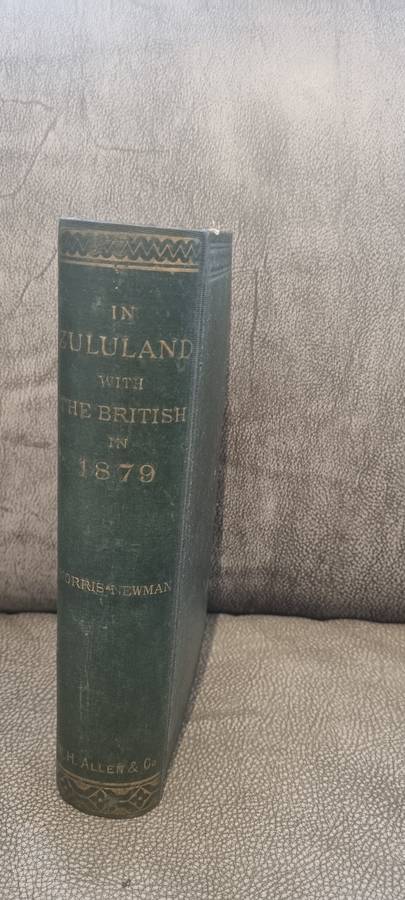 IN
ZULULAND
WITH
THE BRITISH
IN
1879
NORRIS-NEWMAN
W.H. ALLEN & Co